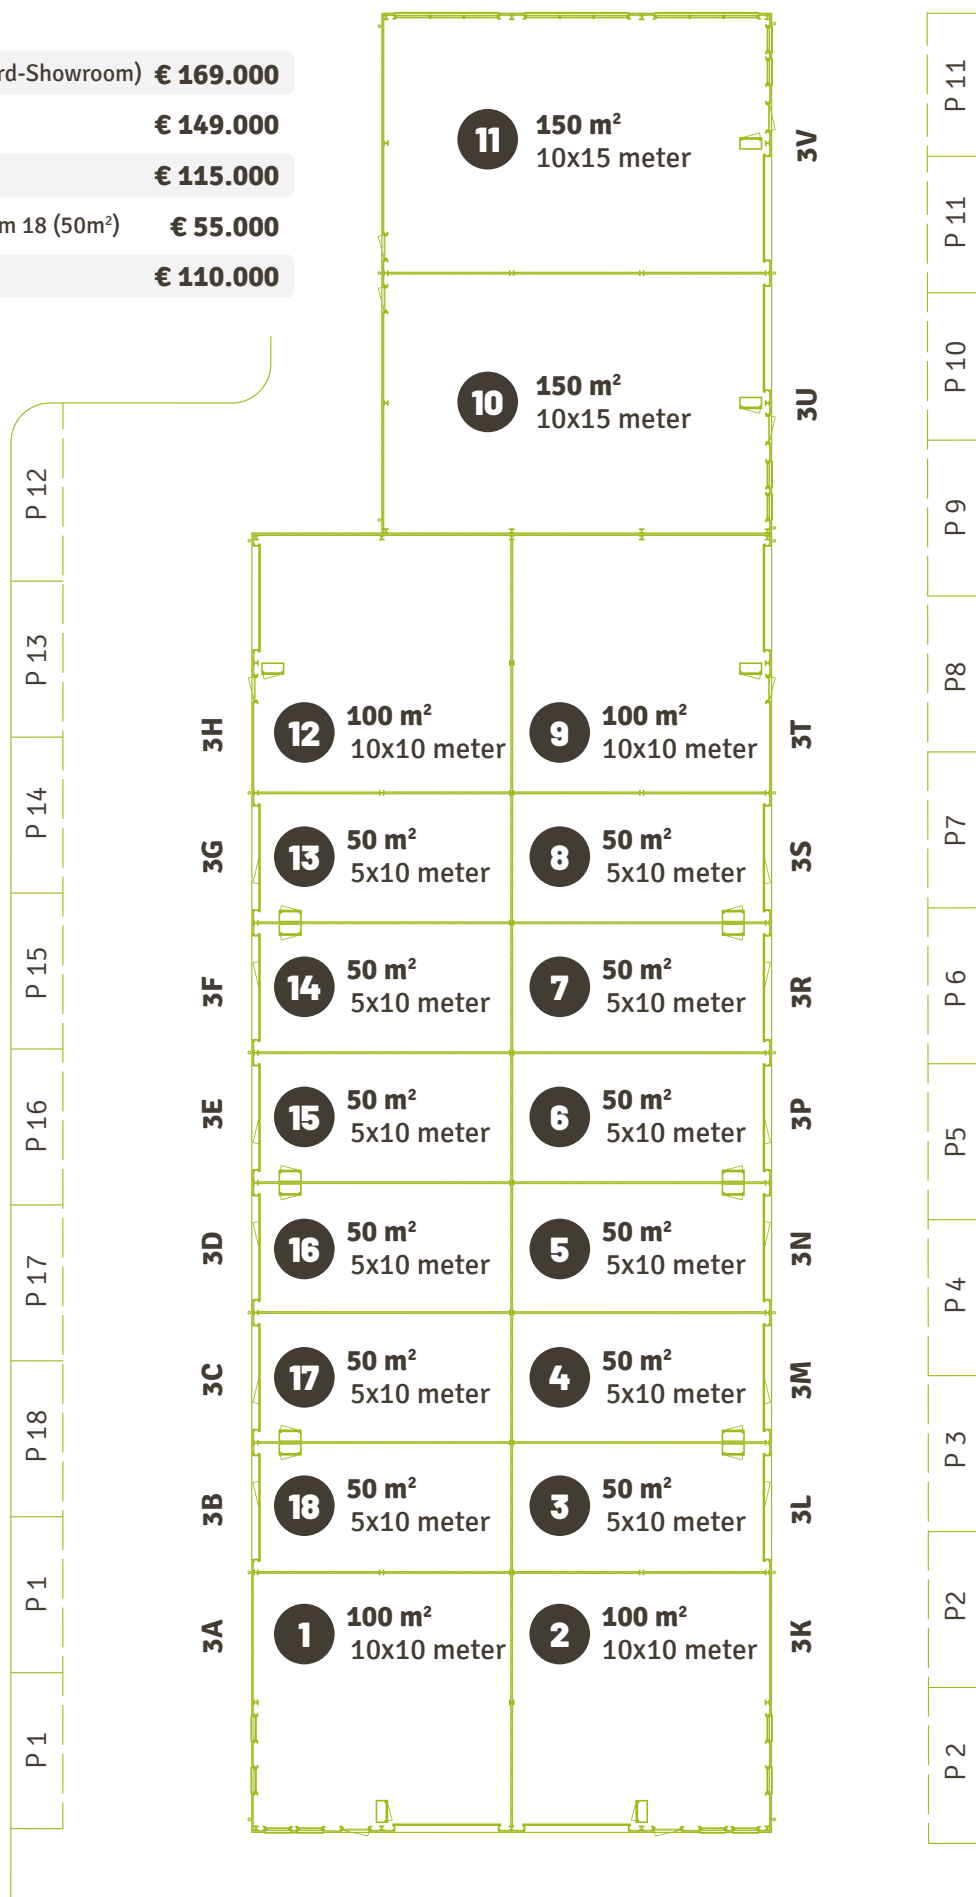 rd-Showroom) € 169.000
€ 149.000
€ 115.000
m 18 (50m²) € 55.000
€ 110.000
11 150 m²
10x15 meter
3V
10 150 m²
10x15 meter
3U
12 100 m²
10x10 meter
3H
9 100 m²
10x10 meter
3T
13 50 m²
5x10 meter
3G
8 50 m²
5x10 meter
3S
14 50 m²
5x10 meter
3F
7 50 m²
5x10 meter
3R
15 50 m²
5x10 meter
3E
6 50 m²
5x10 meter
3P
16 50 m²
5x10 meter
3D
5 50 m²
5x10 meter
3N
17 50 m²
5x10 meter
3C
4 50 m²
5x10 meter
3M
18 50 m²
5x10 meter
3B
3 50 m²
5x10 meter
3L
1 100 m²
10x10 meter
3A
2 100 m²
10x10 meter
3K
P 12
P 13
P 14
P 15
P 16
P 17
P 18
P 1
P 1
P 11
P 11
P 10
P 9
P8
P7
P 6
P5
P 4
P 3
P2
P 2